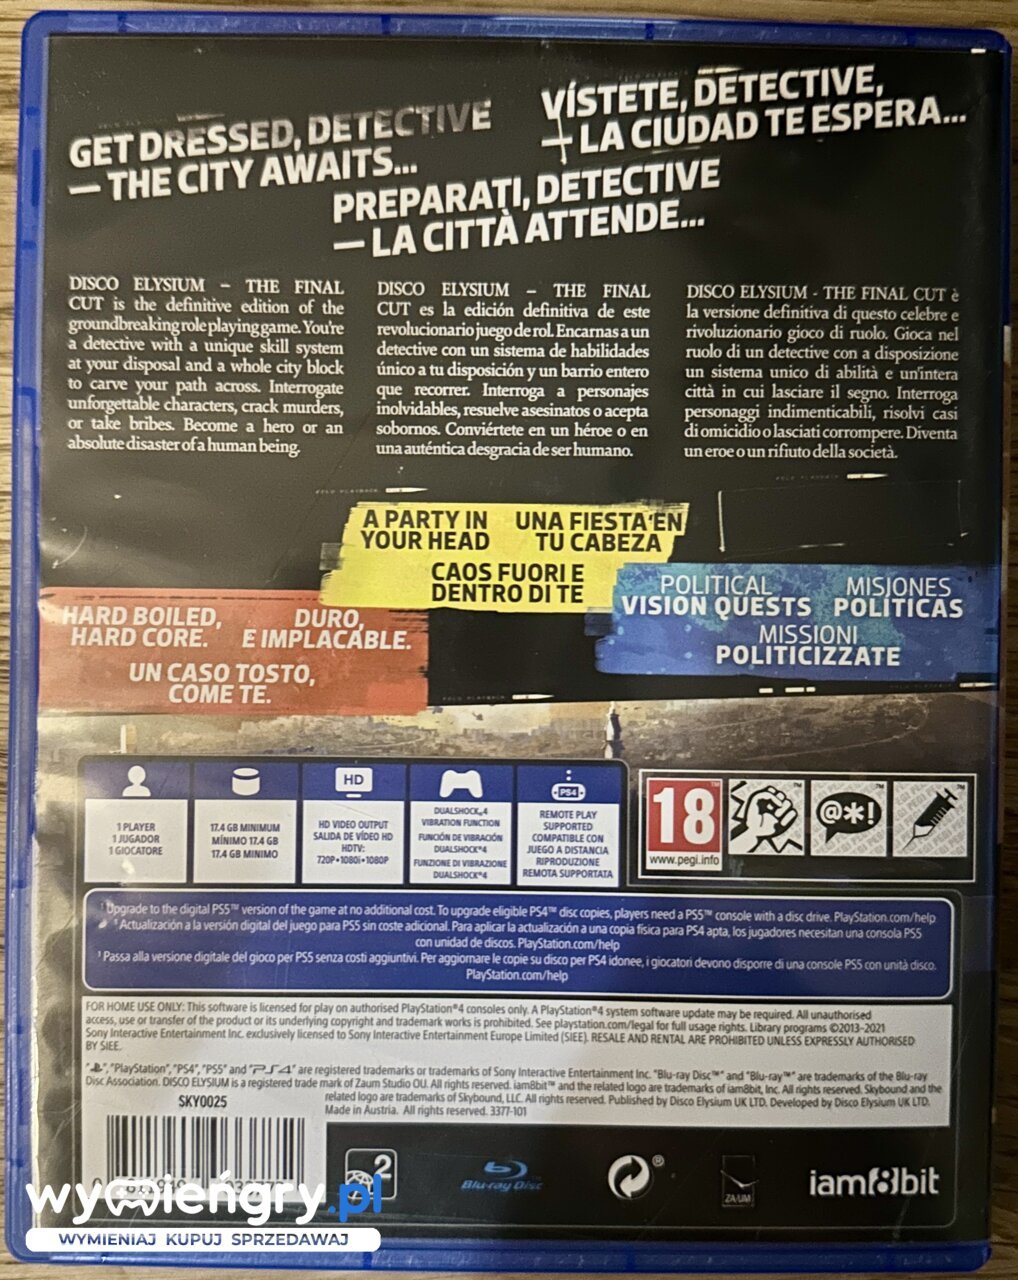 GET DRESSED, DETECTIVE
— THE CITY AWAITS...
VÍSTETE, DETECTIVE,
— LA CIUDAD TE ESPERA...
PREPARATI, DETECTIVE
— LA CITTÀ ATTENDE...
DISCO ELYSIUM – THE FINAL
CUT is the definitive edition of the
groundbreaking role playing game. You're
a detective with a unique skill system
at your disposal and a whole city block
to carve your path across. Interrogate
unforgettable characters, crack murders,
or take bribes. Become a hero or an
absolute disaster of a human being.
DISCO ELYSIUM – THE FINAL
CUT es la edición definitiva de este
revolucionario juego de rol. Encarnas a un
detective con un sistema de habilidades
único a tu disposición y un barrio entero
que recorrer. Interroga a personajes
inolvidables, resuelve asesinatos o acepta
sobornos. Conviértete en un héroe o en
una auténtica desgracia de ser humano.
DISCO ELYSIUM - THE FINAL CUT è
la versione definitiva di questo celebre e
rivoluzionario gioco di ruolo. Gioca nel
ruolo di un detective con a disposizione
un sistema unico di abilità e un'intera
città in cui lasciare il segno. Interroga
personaggi indimenticabili, risolvi casi
di omicidio o lasciati corrompere. Diventa
un eroe o un rifiuto della società.
A PARTY IN
YOUR HEAD
UNA FIESTA EN
TU CABEZA
CAOS FUORI E
DENTRO DI TE
POLITICAL
VISION QUESTS
MISIONES
POLÍTICAS
MISSIONI
POLITICIZZATE
HARD BOILED,
HARD CORE.
DURO,
E IMPLACABLE.
UN CASO TOSTO,
COME TE.
1 PLAYER
1 JUGADOR
1 GIOCATORE
17.4 GB MINIMUM
MÍNIMO 17.4 GB
17.4 GB MINIMO
HD
HD VIDEO OUTPUT
SALIDA DE VÍDEO HD
HDTV:
720P•1080i•1080P
DUALSHOCK®4
VIBRATION FUNCTION
FUNCIÓN DE VIBRACIÓN
DUALSHOCK®4
FUNZIONE DI VIBRAZIONE
DUALSHOCK®4
PS4
REMOTE PLAY
SUPPORTED
COMPATIBLE CON
JUEGO A DISTANCIA
RIPRODUZIONE
REMOTA SUPPORTATA
18
www.pegi.info
@*!
¹ Upgrade to the digital PS5™ version of the game at no additional cost. To upgrade eligible PS4™ disc copies, players need a PS5™ console with a disc drive. PlayStation.com/help
¹ Actualización a la versión digital del juego para PS5 sin coste adicional. Para aplicar la actualización a una copia física para PS4 apta, los jugadores necesitan una consola PS5
con unidad de discos. PlayStation.com/help
¹ Passa alla versione digitale del gioco per PS5 senza costi aggiuntivi. Per aggiornare le copie su disco per PS4 idonee, i giocatori devono disporre di una console PS5 con unità disco.
PlayStation.com/help
FOR HOME USE ONLY: This software is licensed for play on authorised PlayStation®4 consoles only. A PlayStation®4 system software update may be required. All unauthorised
access, use or transfer of the product or its underlying copyright and trademark works is prohibited. See playstation.com/legal for full usage rights. Library programs ©2013-2021
Sony Interactive Entertainment Inc. exclusively licensed to Sony Interactive Entertainment Europe Limited (SIEE). RESALE AND RENTAL ARE PROHIBITED UNLESS EXPRESSLY AUTHORISED
BY SIEE.
"PlayStation", "PS4", "PS5" and "PS4" are registered trademarks or trademarks of Sony Interactive Entertainment Inc. "Blu-ray Disc™" and "Blu-ray™" are trademarks of the Blu-ray
Disc Association. DISCO ELYSIUM is a registered trade mark of Zaum Studio OU. All rights reserved. iam8bit™ and the related logo are trademarks of iam8bit, Inc. All rights reserved. Skybound and the
related logo are trademarks of Skybound, LLC. All rights reserved. Published by Disco Elysium UK LTD. Developed by Disco Elysium UK LTD.
Made in Austria. All rights reserved. 3377-101
SKY0025
2
Blu-ray Disc
ZA/UM
iam8bit
wymieńgry.pl
WYMIENIAJ KUPUJ SPRZEDAWAJ